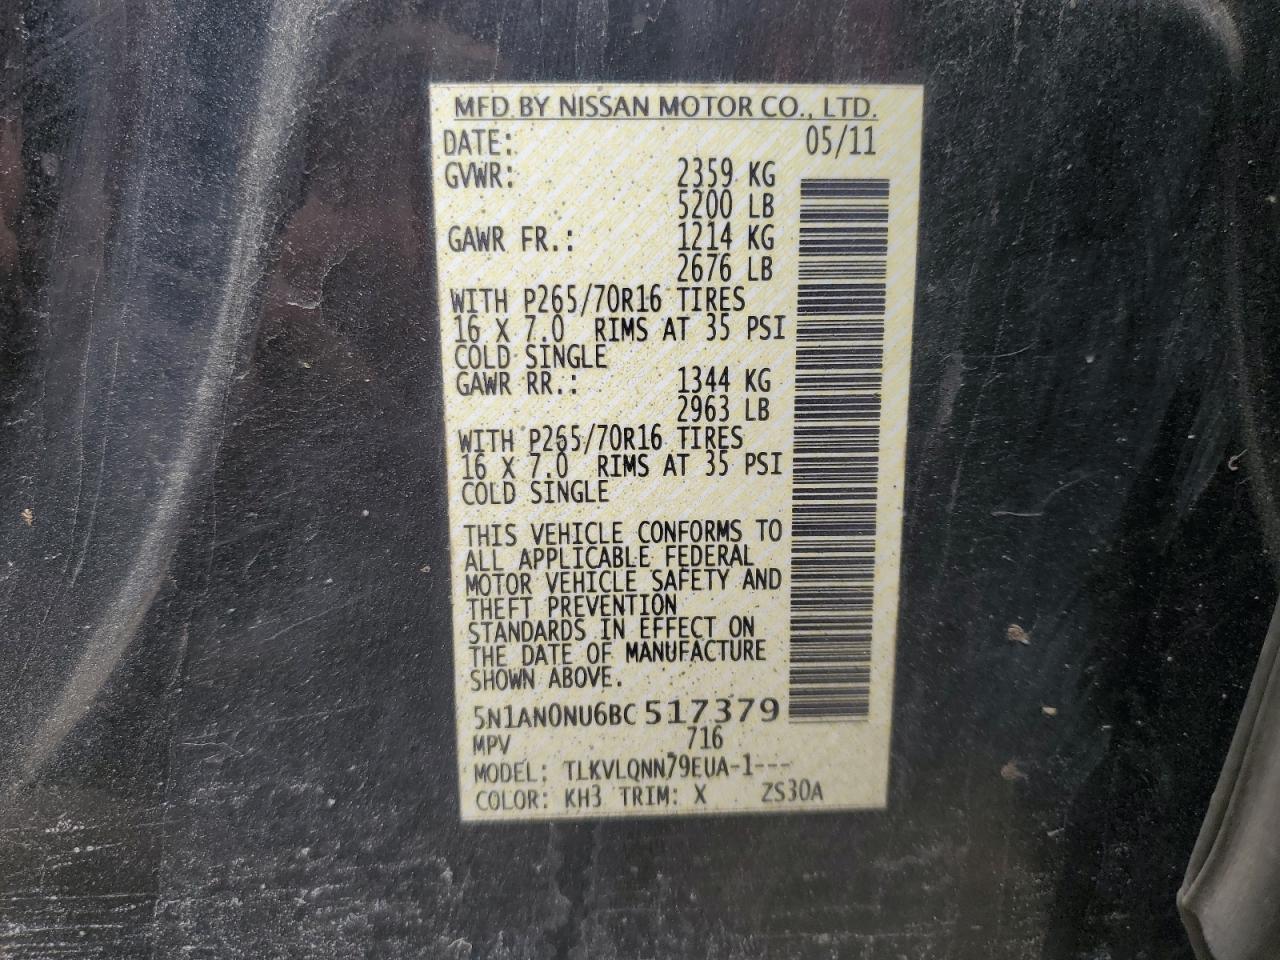 MFD BY NISSAN MOTOR CO., LTD.
DATE: 05/11
GVWR: 2359 KG
5200 LB
GAWR FR.: 1214 KG
2676 LB
WITH P265/70R16 TIRES
16 X 7.0 RIMS AT 35 PSI
COLD SINGLE
GAWR RR.: 1344 KG
2963 LB
WITH P265/70R16 TIRES
16 X 7.0 RIMS AT 35 PSI
COLD SINGLE
THIS VEHICLE CONFORMS TO
ALL APPLICABLE FEDERAL
MOTOR VEHICLE SAFETY AND
THEFT PREVENTION
STANDARDS IN EFFECT ON
THE DATE OF MANUFACTURE
SHOWN ABOVE.
5N1AN0NU6BC517379
MPV 716
MODEL: TLKVLQNN79EUA-1---
COLOR: KH3 TRIM: X ZS30A